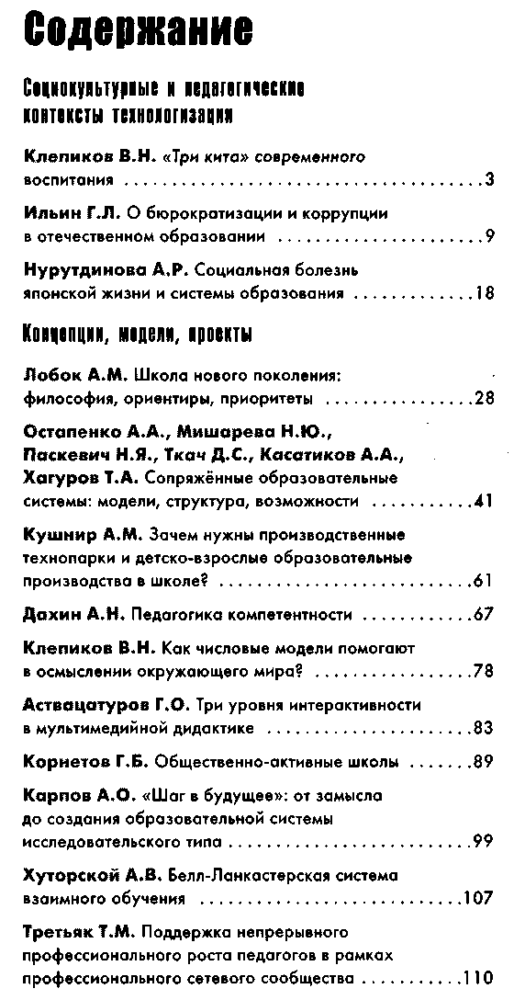 Содержание
Социокультурные и педагогические
контексты технологизации
Клепиков В.Н. «Три кита» современного
воспитания ......................................3
Ильин Г.Л. О бюрократизации и коррупции
в отечественном образовании ......................9
Нурутдинова А.Р. Социальная болезнь
японской жизни и системы образования .............18
Концепции, модели, проекты
Лобок А.М. Школа нового поколения:
философия, ориентиры, приоритеты ................28
Остапенко А.А., Мишарева Н.Ю.,
Паскевич Н.Я., Ткач Д.С., Касатиков А.А.,
Хагуров Т.А. Сопряжённые образовательные
системы: модели, структура, возможности ...........41
Кушнир А.М. Зачем нужны производственные
технопарки и детско-взрослые образовательные
производства в школе? ...........................61
Дахин А.Н. Педагогика компетентности ............67
Клепиков В.Н. Как числовые модели помогают
в осмыслении окружающего мира? .................78
Аствацатуров Г.О. Три уровня интерактивности
в мультимедийной дидактике ......................83
Корнетов Г.Б. Общественно-активные школы .......89
Карпов А.О. «Шаг в будущее»: от замысла
до создания образовательной системы
исследовательского типа ..........................99
Хуторской А.В. Белл-Ланкастерская система
взаимного обучения ............................107
Третьяк Т.М. Поддержка непрерывного
профессионального роста педагогов в рамках
профессионального сетевого сообщества ...........110